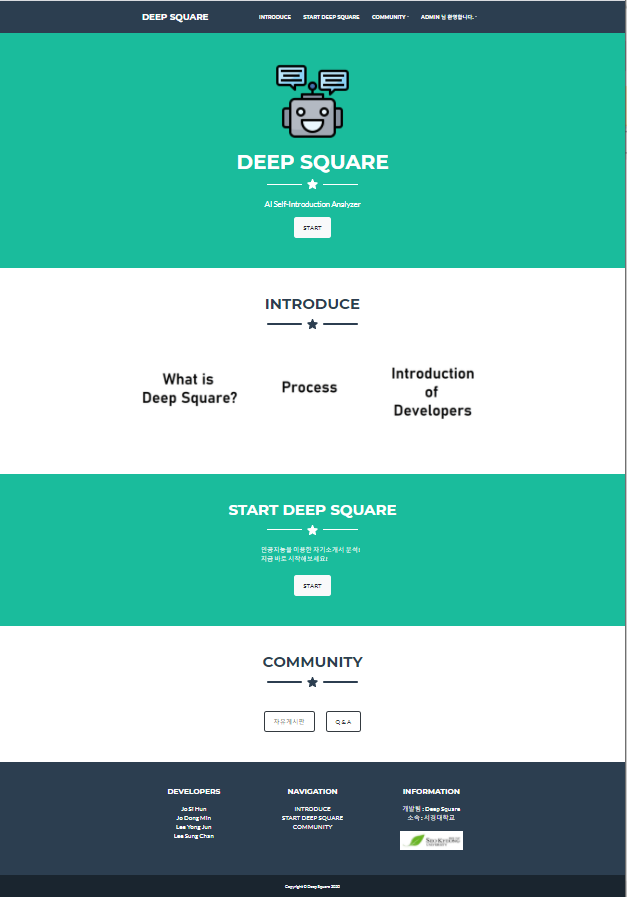 DEEP SQUARE
INTRODUCE START DEEP SQUARE COMMUNITY ADMIN 님 환영합니다.
DEEP SQUARE
AI Self-Introduction Analyzer
START
INTRODUCE
What is
Deep Square?
Process
Introduction
of
Developers
START DEEP SQUARE
인공지능을 이용한 자기소개서 분석!
지금 바로 시작해보세요!
START
COMMUNITY
자유게시판 Q&A
DEVELOPERS
Jo Si Hun
Jo Dong Min
Lee Yong Jun
Lee Sung Chan
NAVIGATION
INTRODUCE
START DEEP SQUARE
COMMUNITY
INFORMATION
개발팀 : Deep Square
소속 : 서경대학교
SEOKYEONG
UNIVERSITY
Copyright © Deep Square 2020